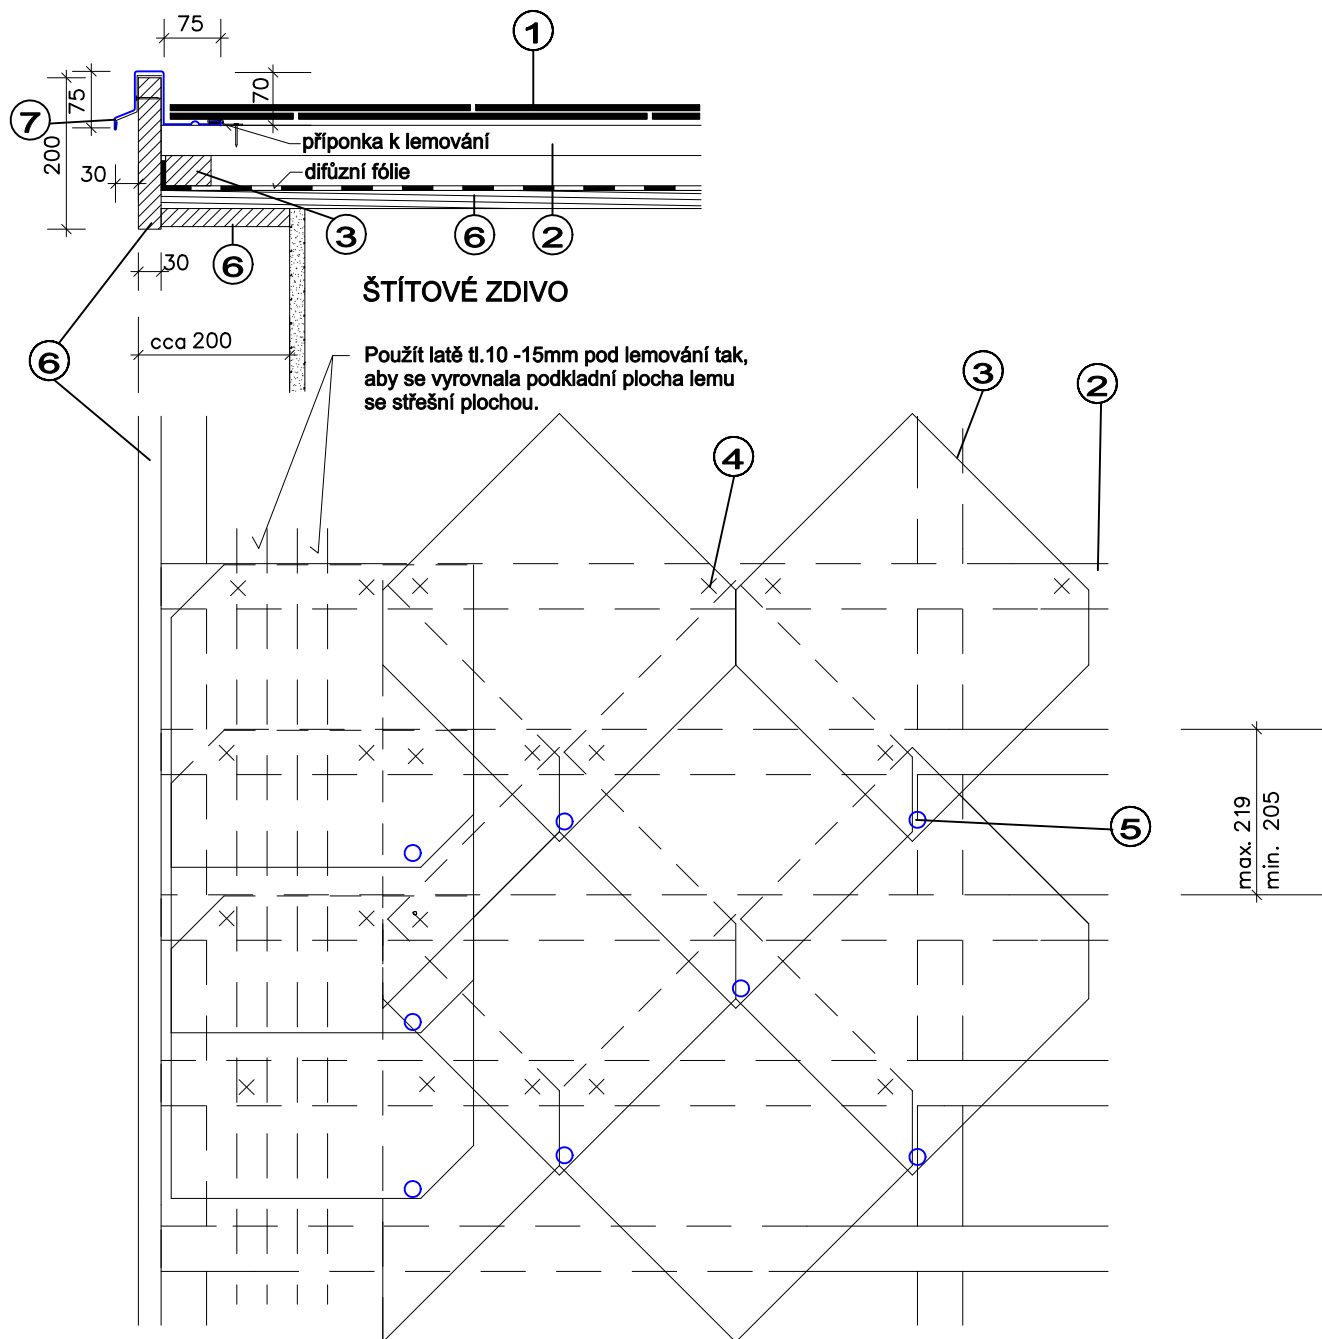 75
1
75
70
7
200
příponka k lemování
30
difúzní fólie
3
6
2
6
30
ŠTÍTOVÉ ZDIVO
cca 200
6
Použít latě tl.10 -15mm pod lemování tak,
aby se vyrovnala podkladní plocha lemu
se střešní plochou.
3
2
4
5
max. 219
min. 205